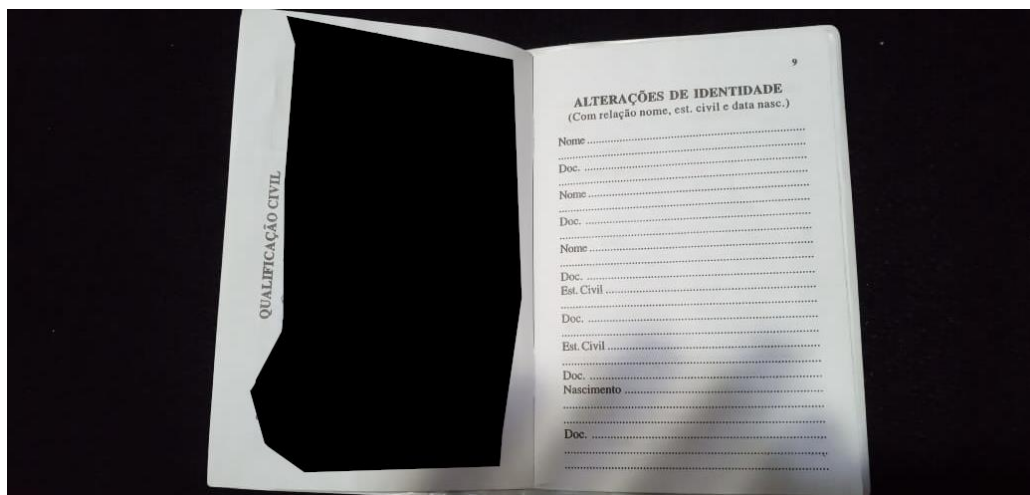 QUALIFICAÇÃO CIVIL
9
ALTERAÇÕES DE IDENTIDADE
(Com relação nome, est. civil e data nasc.)
Nome
Doc.
Nome
Doc.
Nome
Doc.
Est. Civil
Doc.
Est. Civil
Doc.
Nascimento
Doc.